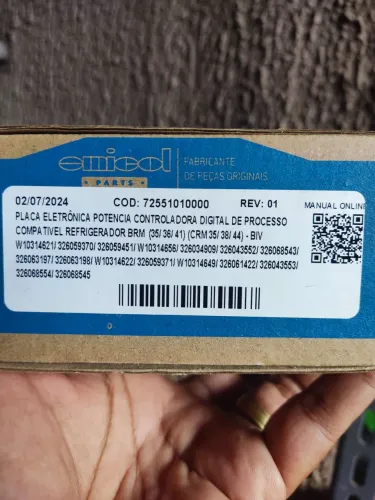 emicol
PARTS
FABRICANTE
DE PEÇAS ORIGINAIS
02/07/2024 COD: 72551010000 REV: 01 MANUAL ONLINE
PLACA ELETRÔNICA POTENCIA CONTROLADORA DIGITAL DE PROCESSO
COMPATIVEL REFRIGERADOR BRM (35/ 36/ 41) (CRM 35/ 38/ 44) - BIV
W10314621/ 326059370/ 326059451/ W10314656/ 326034909/ 326043552/ 326068543/
326063197/ 326063198/ W10314622/ 326059371/ W10314649/ 326061422/ 326043553/
326068554/ 326068545